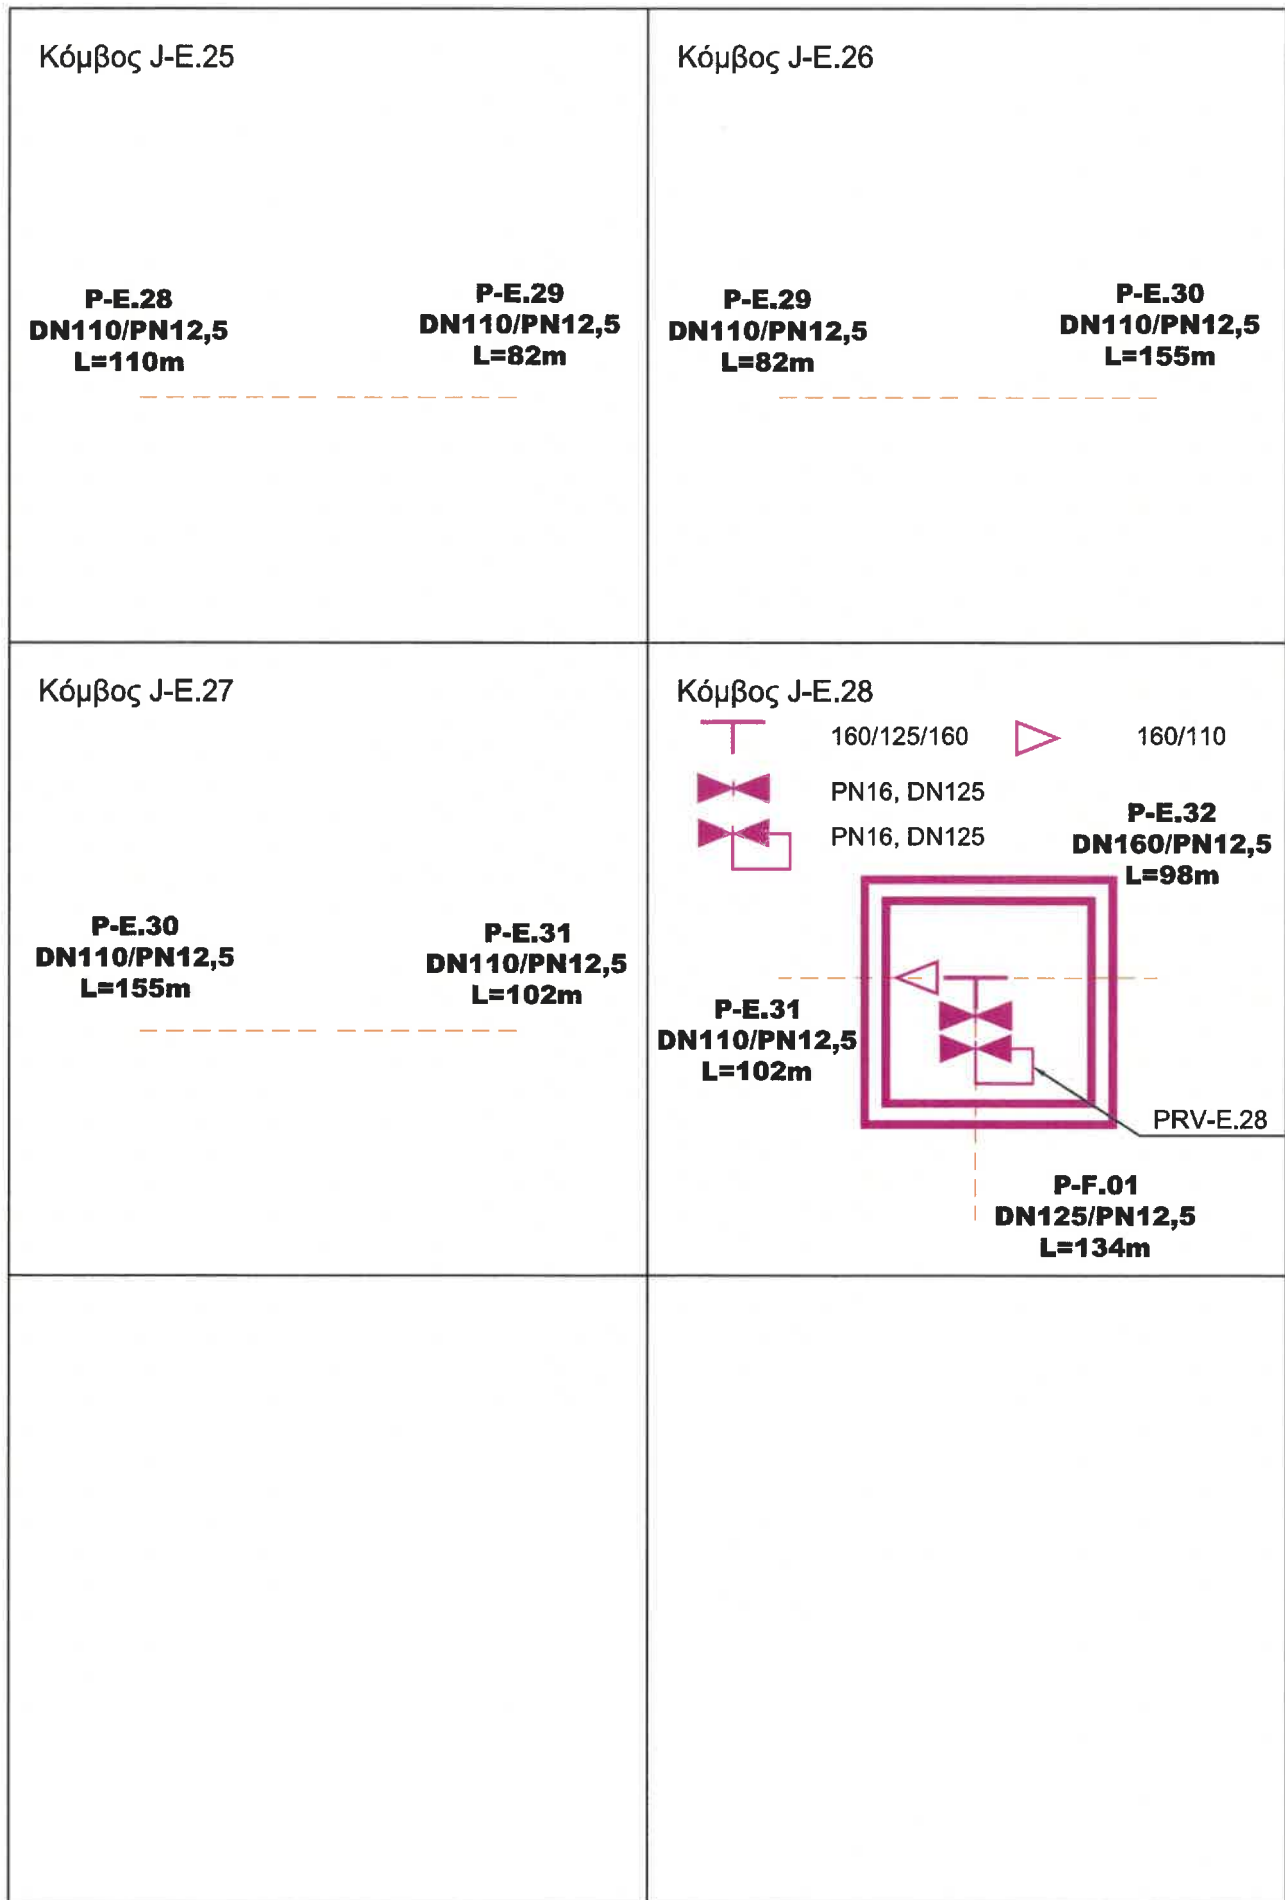 Κόμβος J-E.25
P-E.28
DN110/PN12,5
L=110m
P-E.29
DN110/PN12,5
L=82m
Κόμβος J-E.26
P-E.29
DN110/PN12,5
L=82m
P-E.30
DN110/PN12,5
L=155m
Κόμβος J-E.27
P-E.30
DN110/PN12,5
L=155m
P-E.31
DN110/PN12,5
L=102m
Κόμβος J-E.28
160/125/160
160/110
PN16, DN125
PN16, DN125
P-E.32
DN160/PN12,5
L=98m
P-E.31
DN110/PN12,5
L=102m
PRV-E.28
P-F.01
DN125/PN12,5
L=134m